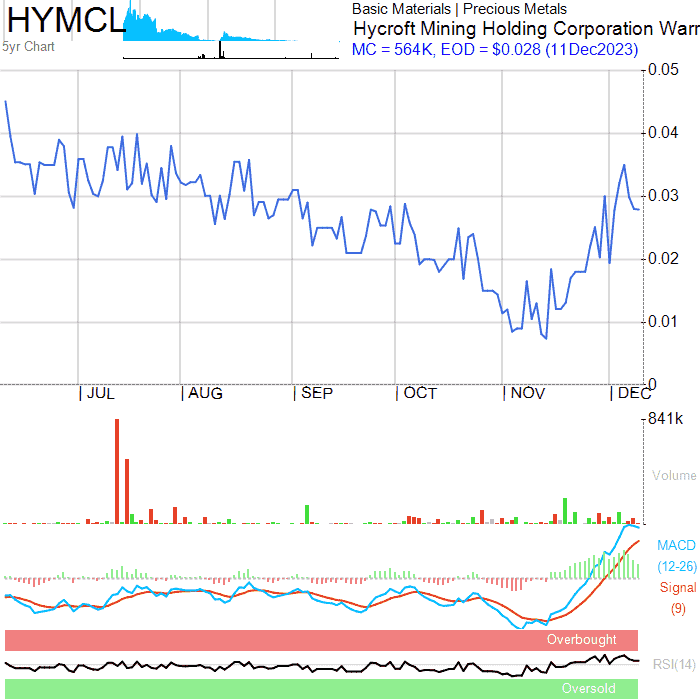 HYMCL
5yr Chart
Basic Materials | Precious Metals
Hycroft Mining Holding Corporation Warr
MC = 564K, EOD = $0.028 (11Dec2023)
0.05
0.04
0.03
0.02
0.01
0
JUL AUG SEP OCT NOV DEC
841k
Volume
MACD
(12-26)
Signal
(9)
Overbought
RSI(14)
Oversold